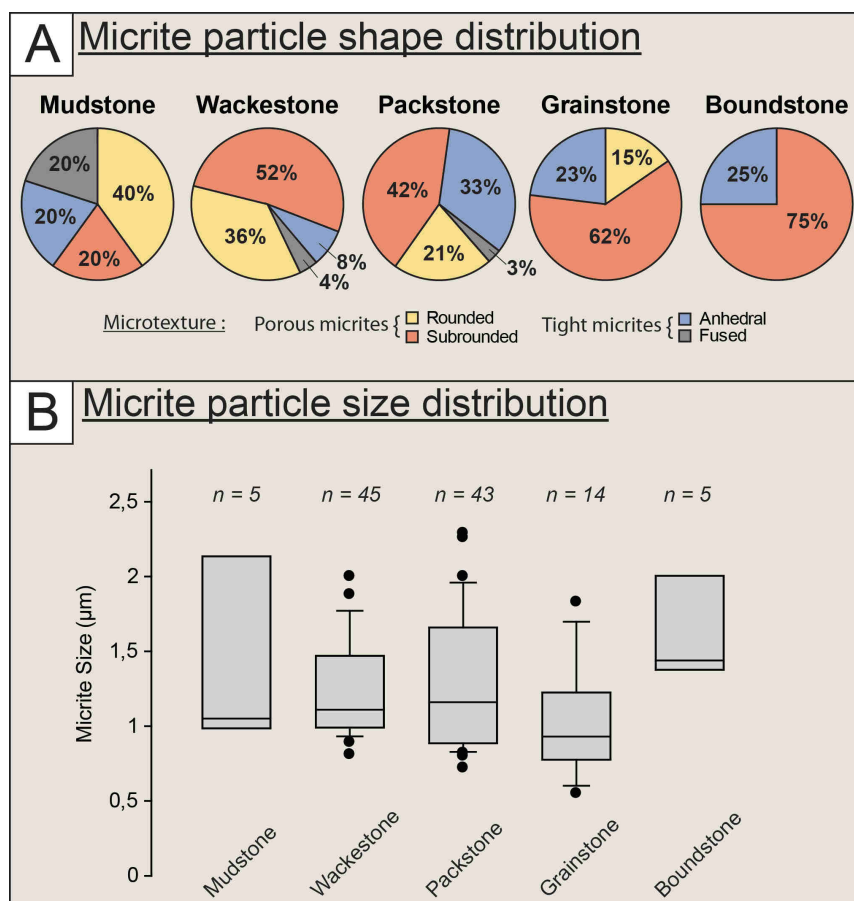 A Micrite particle shape distribution
Mudstone Wackestone Packstone Grainstone Boundstone
20% 40% 20% 20%
52% 36% 8% 4%
42% 33% 21% 3%
23% 15% 62%
25% 75%
Microtexture : Porous micrites { Rounded Tight micrites { Anhedral
Subrounded Fused
B Micrite particle size distribution
n = 5 n = 45 n = 43 n = 14 n = 5
Micrite Size (µm)
2,5
2
1,5
1
0,5
0
Mudstone Wackestone Packstone Grainstone Boundstone